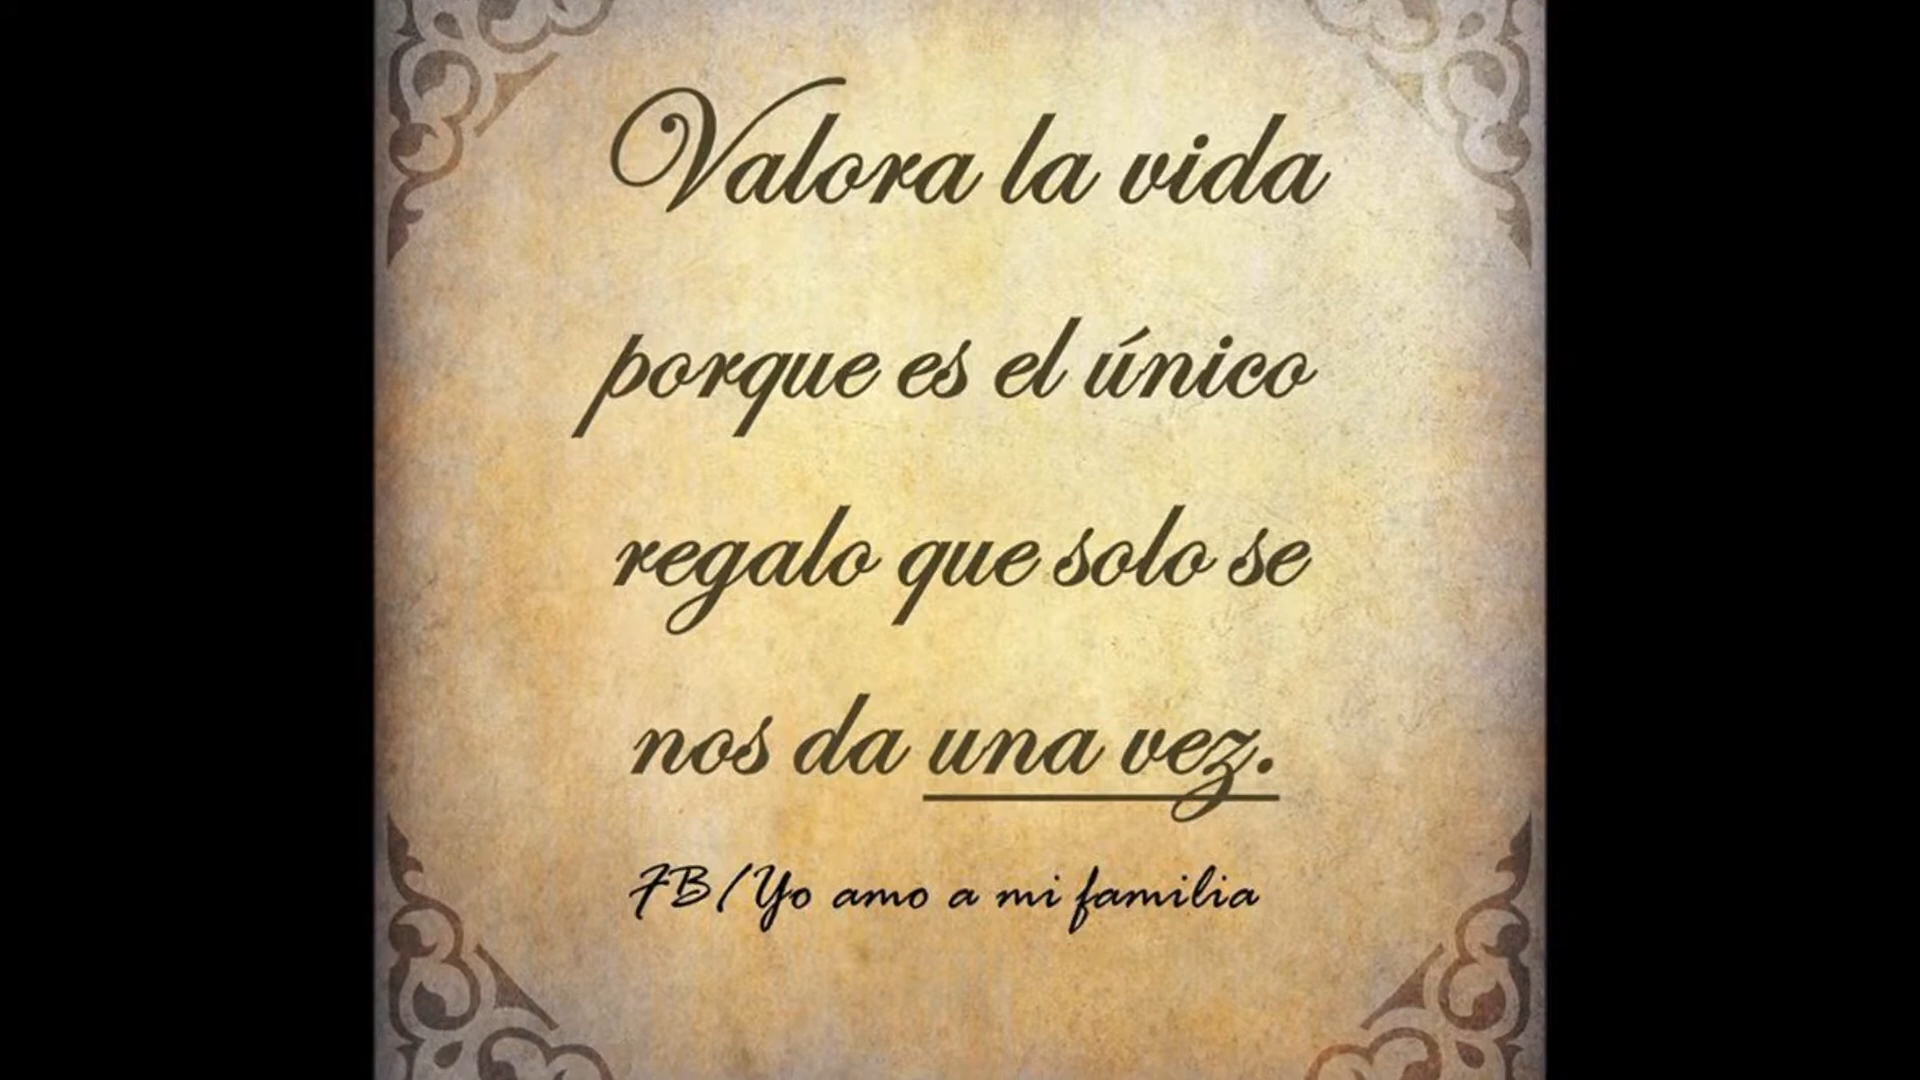 Valora la vida
porque es el único
regalo que solo se
nos da una vez.
FB/Yo amo a mi familia